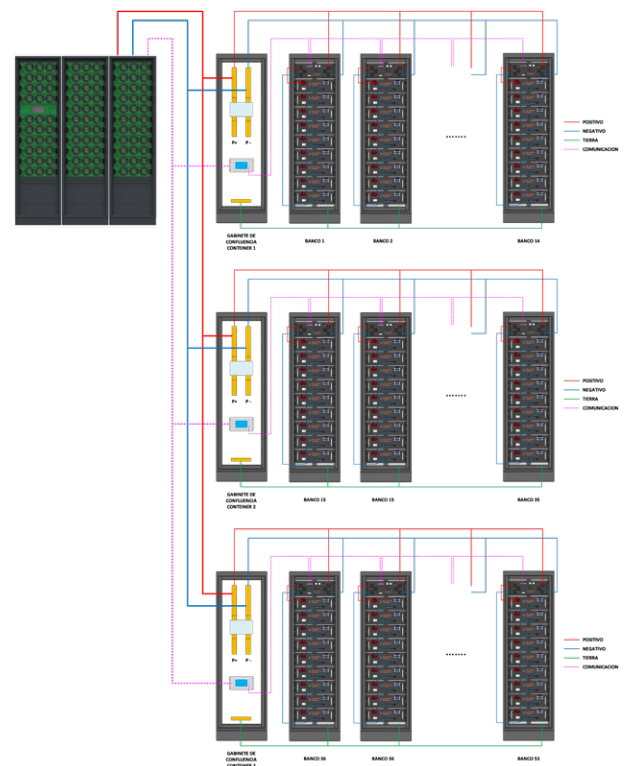 P+ P -
POSITIVO
NEGATIVO
TIERRA
COMUNICACION
GABINETE DE
CONFLUENCIA
CONTEINER 1
BANCO 1
BANCO 2
BANCO 14
P+ P -
POSITIVO
NEGATIVO
TIERRA
COMUNICACION
GABINETE DE
CONFLUENCIA
CONTEINER 2
BANCO 15
BANCO 15
BANCO 35
P+ P -
POSITIVO
NEGATIVO
TIERRA
COMUNICACION
GABINETE DE
CONFLUENCIA
BANCO 36
BANCO 36
BANCO 53